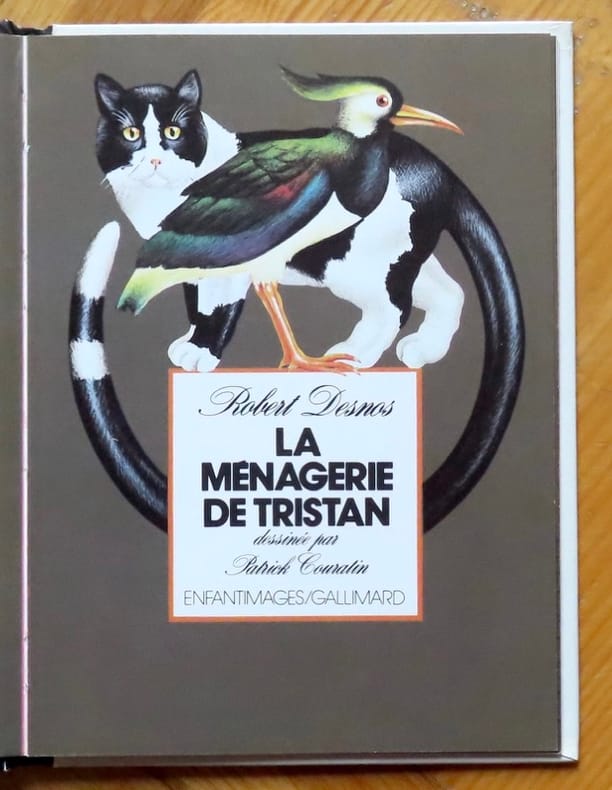 Robert Desnos
LA
MÉNAGERIE
DE TRISTAN
dessinée par
Patrick Couratin
ENFANTIMAGES/GALLIMARD